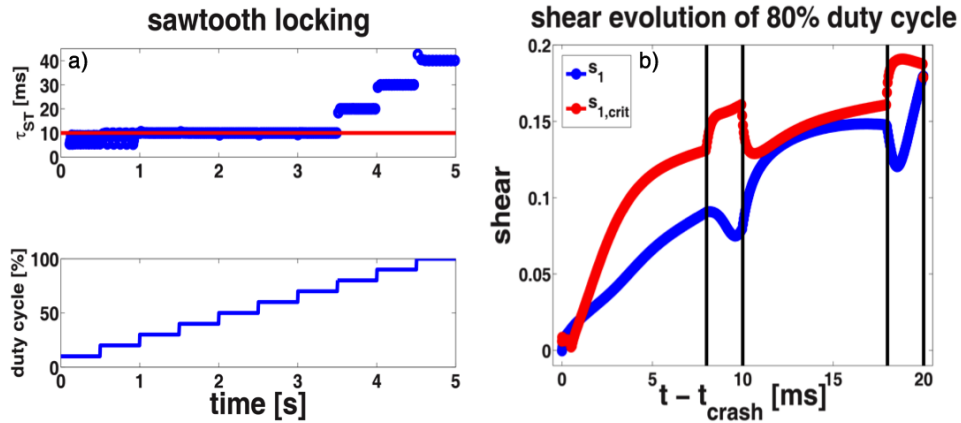 sawtooth locking
a)
τST [ms]
40
30
20
10
0
0 1 2 3 4 5
duty cycle [%]
100
50
0
0 1 2 3 4 5
time [s]
shear evolution of 80% duty cycle
b)
s1
s1,crit
shear
0.2
0.15
0.1
0.05
0
0 5 10 15 20
t − tcrash [ms]